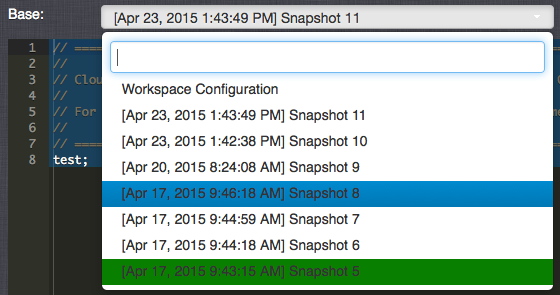 Base:
[Apr 23, 2015 1:43:49 PM] Snapshot 11
1 // ====
2 //
3 // Clou
4 //
5 // For
6 //
7 // ====
8 test;
Workspace Configuration
[Apr 23, 2015 1:43:49 PM] Snapshot 11
[Apr 23, 2015 1:42:38 PM] Snapshot 10
[Apr 20, 2015 8:24:08 AM] Snapshot 9
[Apr 17, 2015 9:46:18 AM] Snapshot 8
[Apr 17, 2015 9:44:59 AM] Snapshot 7
[Apr 17, 2015 9:44:18 AM] Snapshot 6
[Apr 17, 2015 9:43:15 AM] Snapshot 5